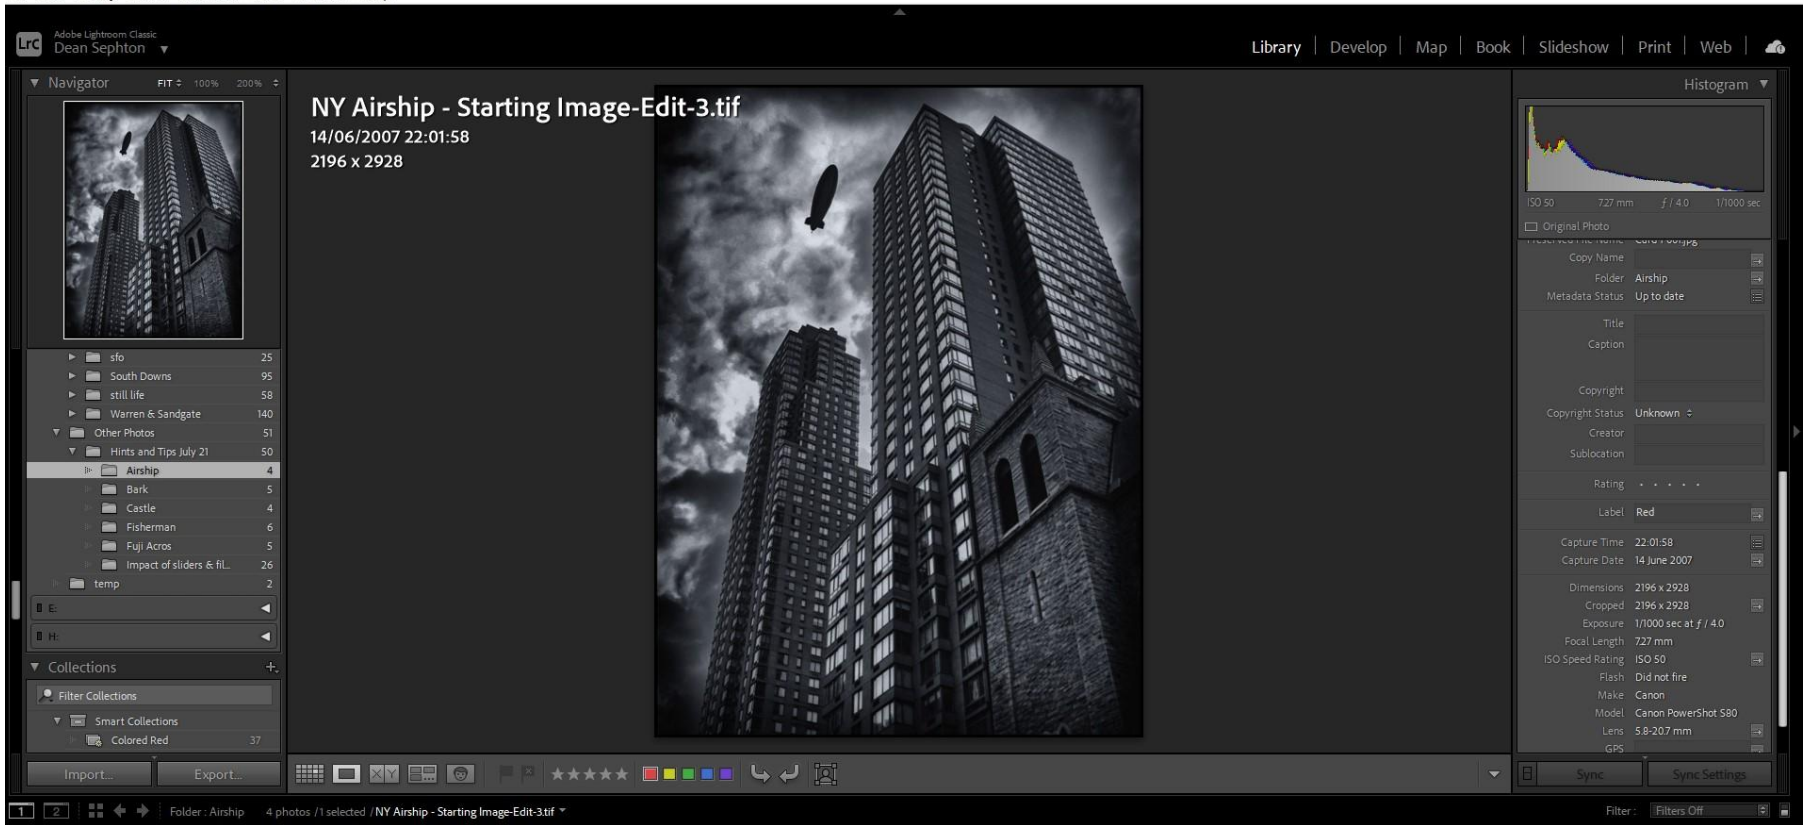 LrC
Adobe Lightroom Classic
Dean Sephton
Library | Develop | Map | Book | Slideshow | Print | Web
Navigator FIT 100% 200%
sfo 25
South Downs 95
still life 58
Warren & Sandgate 140
Other Photos 51
Hints and Tips July 21 50
Airship 4
Bark 5
Castle 4
Fisherman 6
Fuji Acros 5
Impact of sliders & fil... 26
temp 2
E:
H:
Collections
Filter Collections
Smart Collections
Colored Red 37
Import... Export...
NY Airship - Starting Image-Edit-3.tif
14/06/2007 22:01:58
2196 x 2928
XY
Histogram
ISO 50 7.27 mm ƒ / 4.0 1/1000 sec
Original Photo
Copy Name
Folder Airship
Metadata Status Up to date
Title
Caption
Copyright
Copyright Status Unknown
Creator
Sublocation
Rating
Label Red
Capture Time 22:01:58
Capture Date 14 June 2007
Dimensions 2196 x 2928
Cropped 2196 x 2928
Exposure 1/1000 sec at ƒ / 4.0
Focal Length 7.27 mm
ISO Speed Rating ISO 50
Flash Did not fire
Make Canon
Model Canon PowerShot S80
Lens 5.8-20.7 mm
GPS
Sync Sync Settings
1 2 Folder : Airship 4 photos / 1 selected / NY Airship - Starting Image-Edit-3.tif
Filter : Filters Off